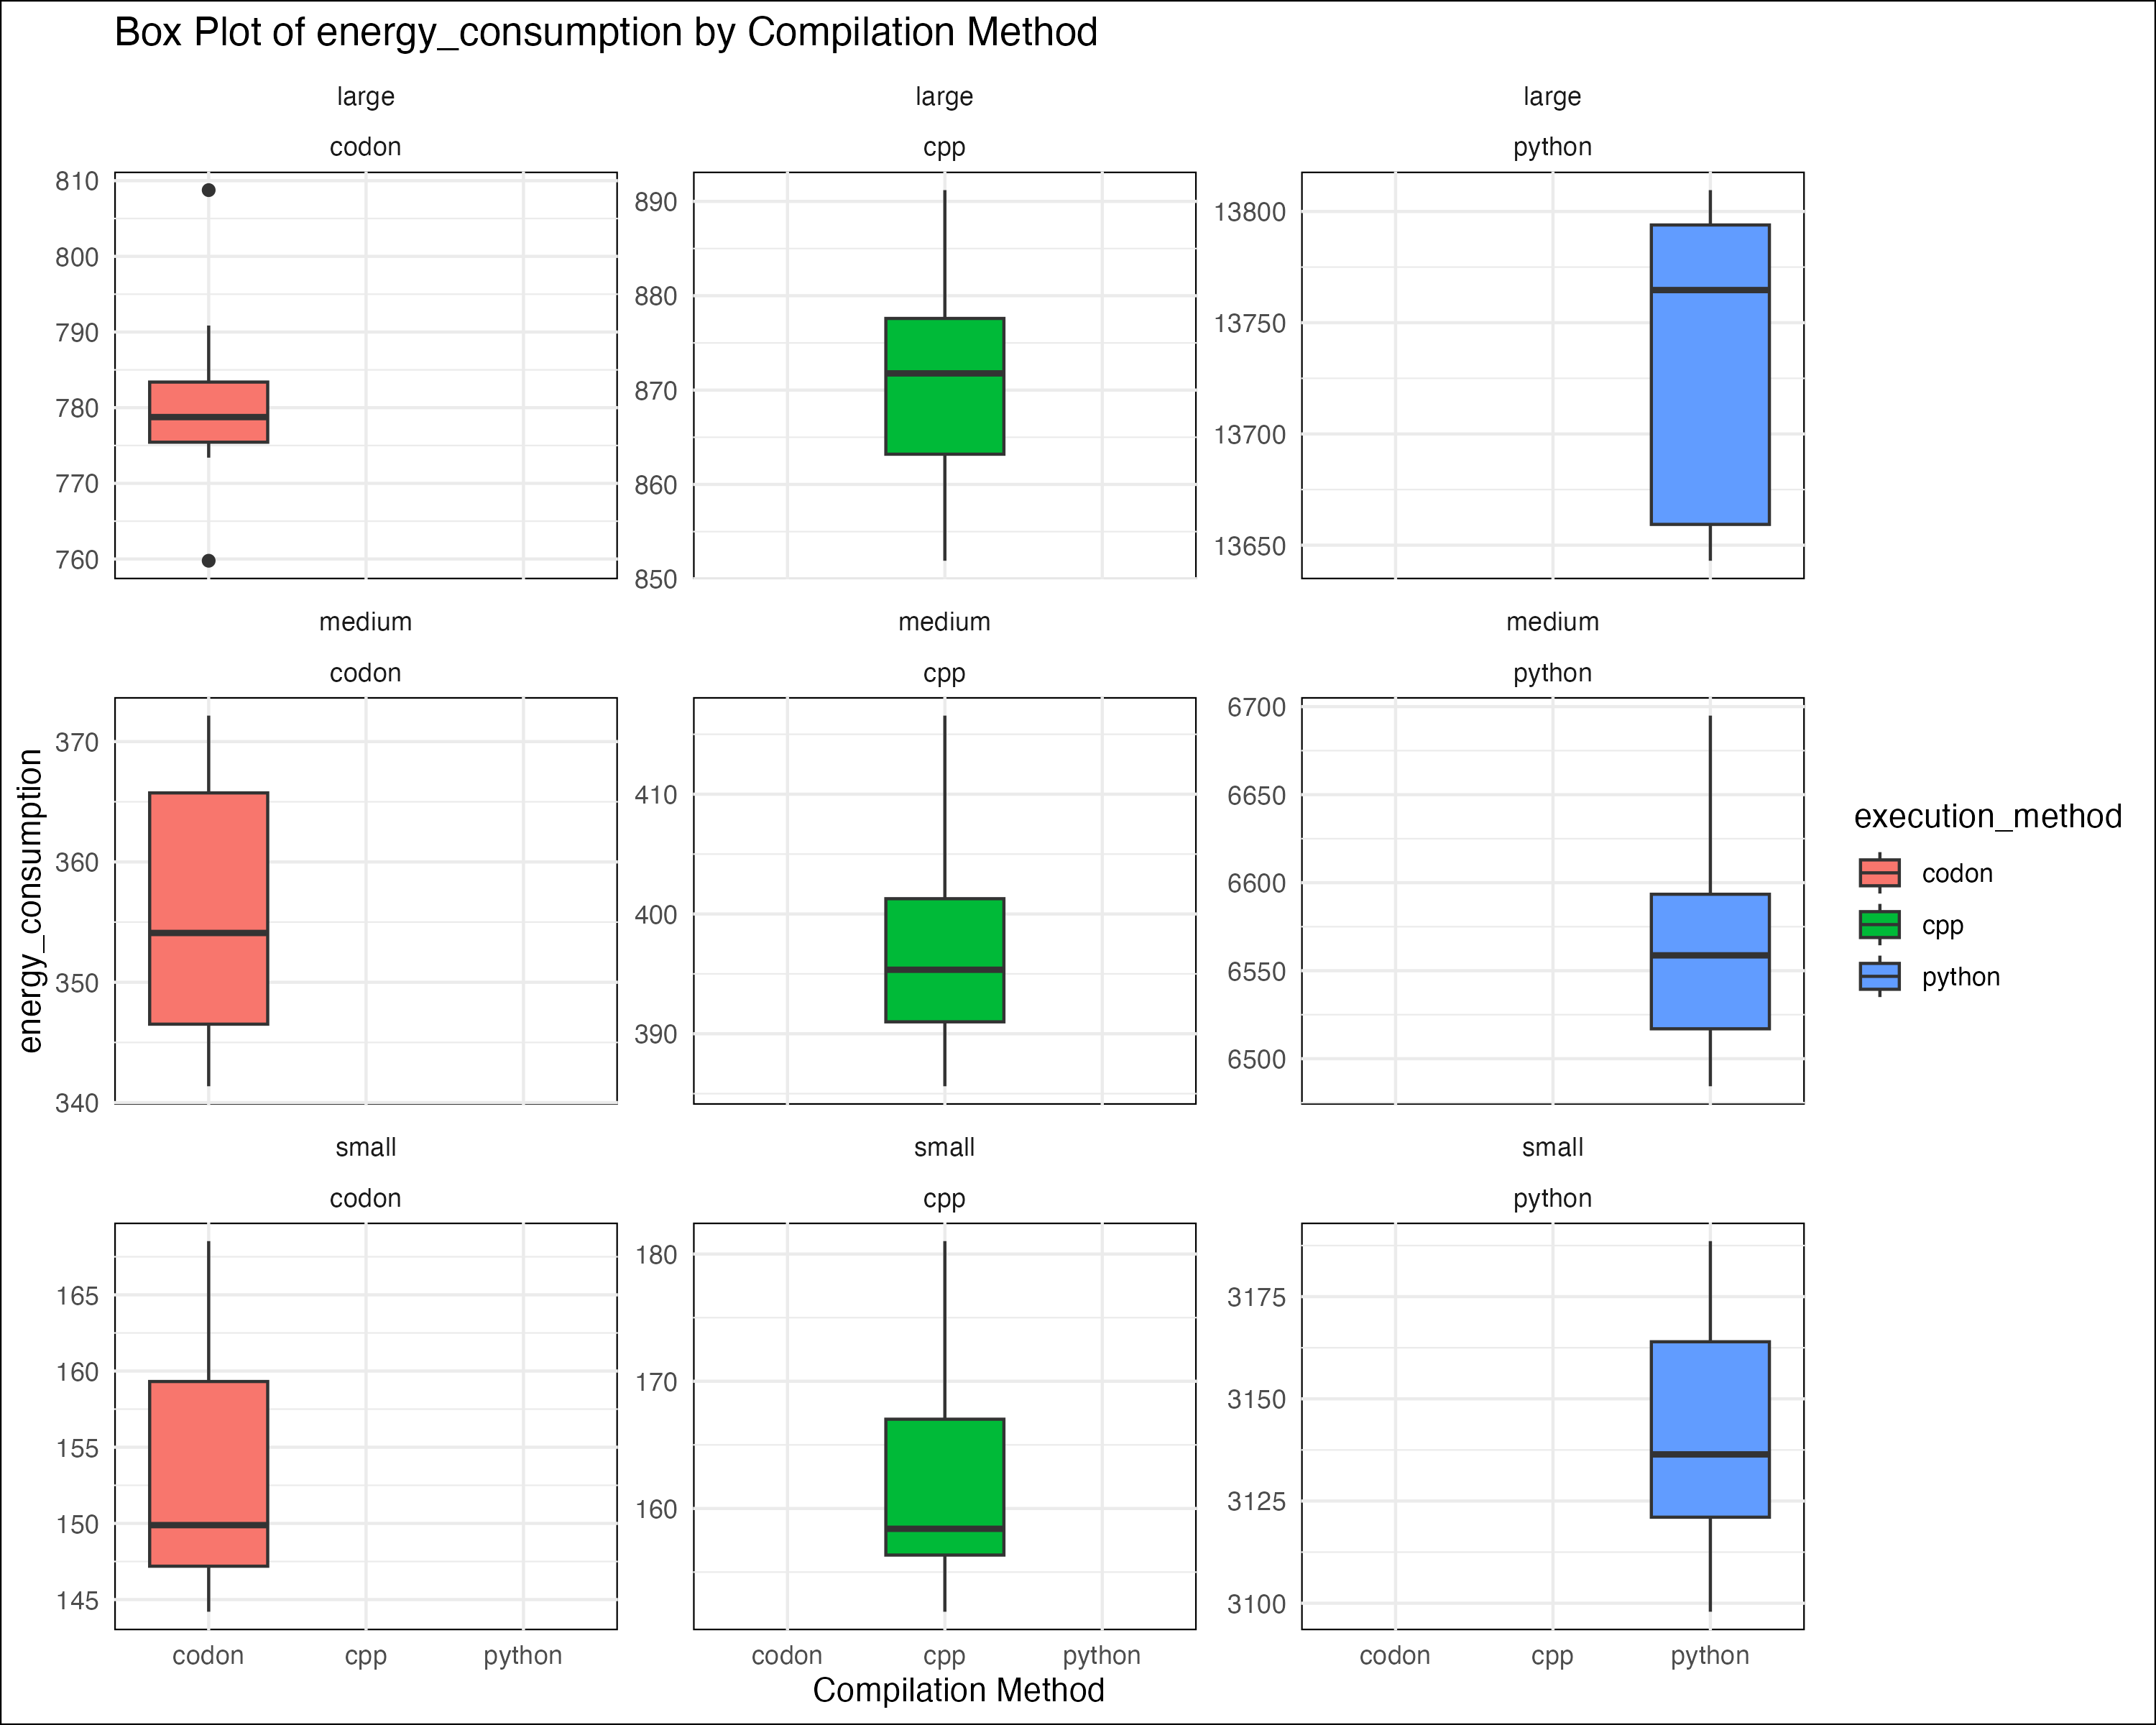 Box Plot of energy_consumption by Compilation Method
large large large
codon cpp python
810
800
790
780
770
760
890
880
870
860
850
13800
13750
13700
13650
medium medium medium
codon cpp python
370
360
350
340
410
400
390
6700
6650
6600
6550
6500
small small small
codon cpp python
165
160
155
150
145
180
170
160
3175
3150
3125
3100
codon cpp python codon cpp python codon cpp python
Compilation Method
energy_consumption
execution_method
codon
cpp
python